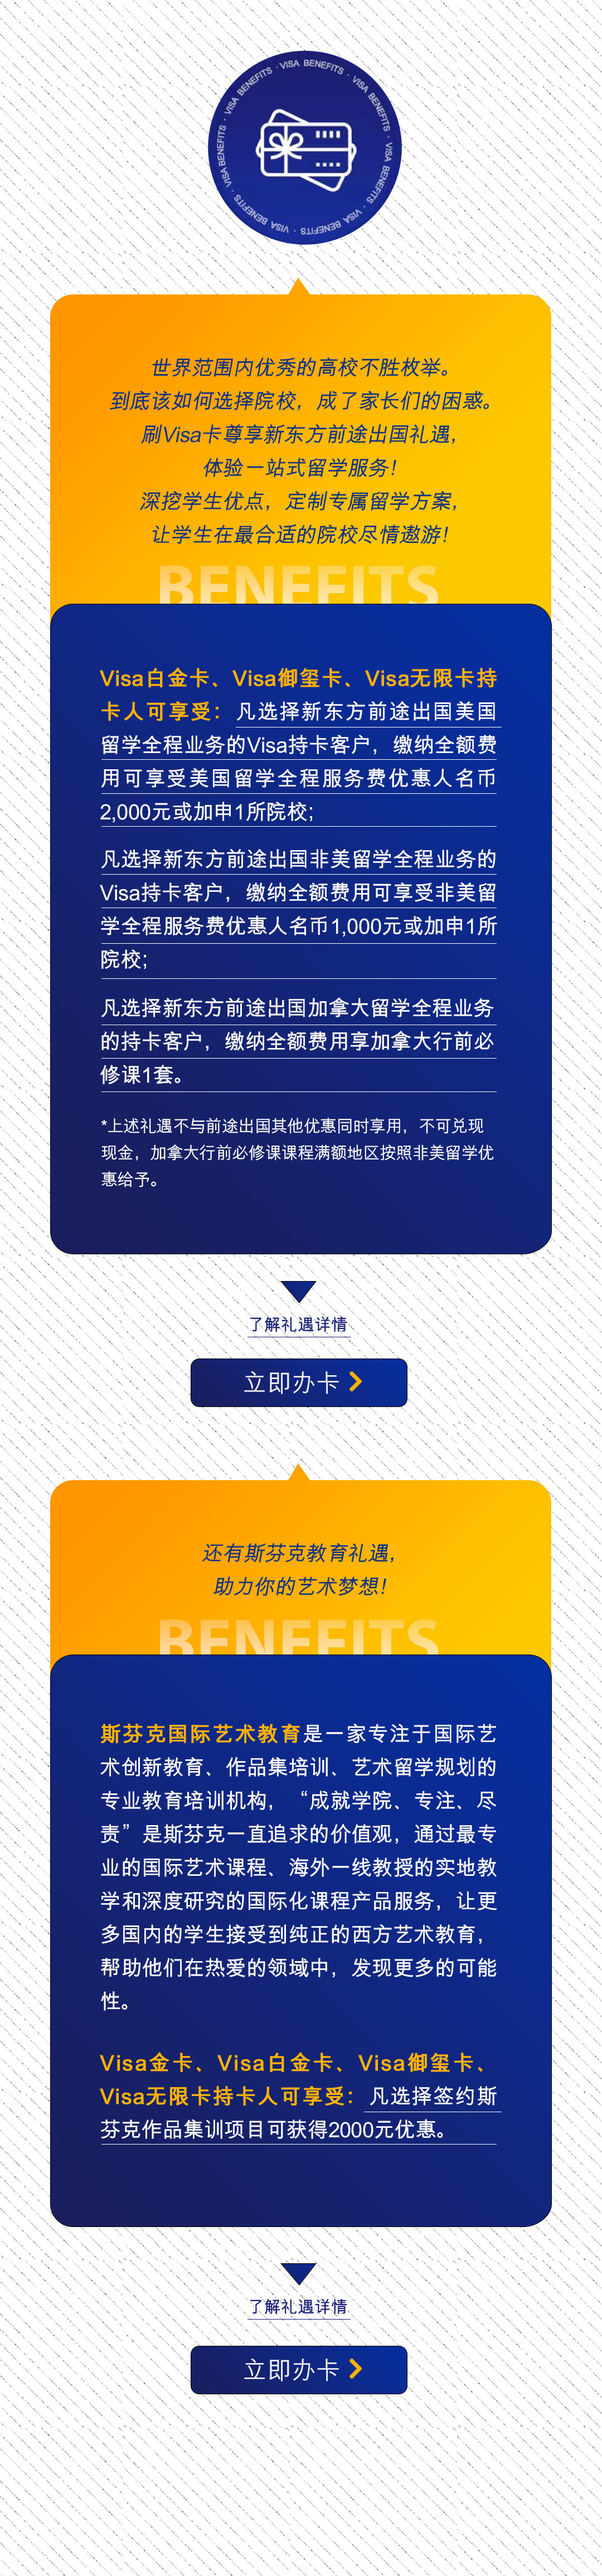 · VISA BENEFITS · VISA BENEFITS · VISA BENEFITS · VISA BENEFITS · VISA BENEFITS · VISA BENEFITS
世界范围内优秀的高校不胜枚举。
到底该如何选择院校，成了家长们的困惑。
刷Visa卡尊享新东方前途出国礼遇，
体验一站式留学服务！
深挖学生优点，定制专属留学方案，
让学生在最合适的院校尽情遨游！
BENEFITS
Visa白金卡、Visa御玺卡、Visa无限卡持
卡人可享受：凡选择新东方前途出国美国
留学全程业务的Visa持卡客户，缴纳全额费
用可享受美国留学全程服务费优惠人名币
2,000元或加申1所院校；
凡选择新东方前途出国非美留学全程业务的
Visa持卡客户，缴纳全额费用可享受非美留
学全程服务费优惠人名币1,000元或加申1所
院校；
凡选择新东方前途出国加拿大留学全程业务
的持卡客户，缴纳全额费用享加拿大行前必
修课1套。
*上述礼遇不与前途出国其他优惠同时享用，不可兑现
现金，加拿大行前必修课课程满额地区按照非美留学优
惠给予。
了解礼遇详情
立即办卡
还有斯芬克教育礼遇，
助力你的艺术梦想！
BENEFITS
斯芬克国际艺术教育是一家专注于国际艺
术创新教育、作品集培训、艺术留学规划的
专业教育培训机构，“成就学院、专注、尽
责”是斯芬克一直追求的价值观，通过最专
业的国际艺术课程、海外一线教授的实地教
学和深度研究的国际化课程产品服务，让更
多国内的学生接受到纯正的西方艺术教育，
帮助他们在热爱的领域中，发现更多的可能
性。
Visa金卡、Visa白金卡、Visa御玺卡、
Visa无限卡持卡人可享受：凡选择签约斯
芬克作品集训项目可获得2000元优惠。
了解礼遇详情
立即办卡